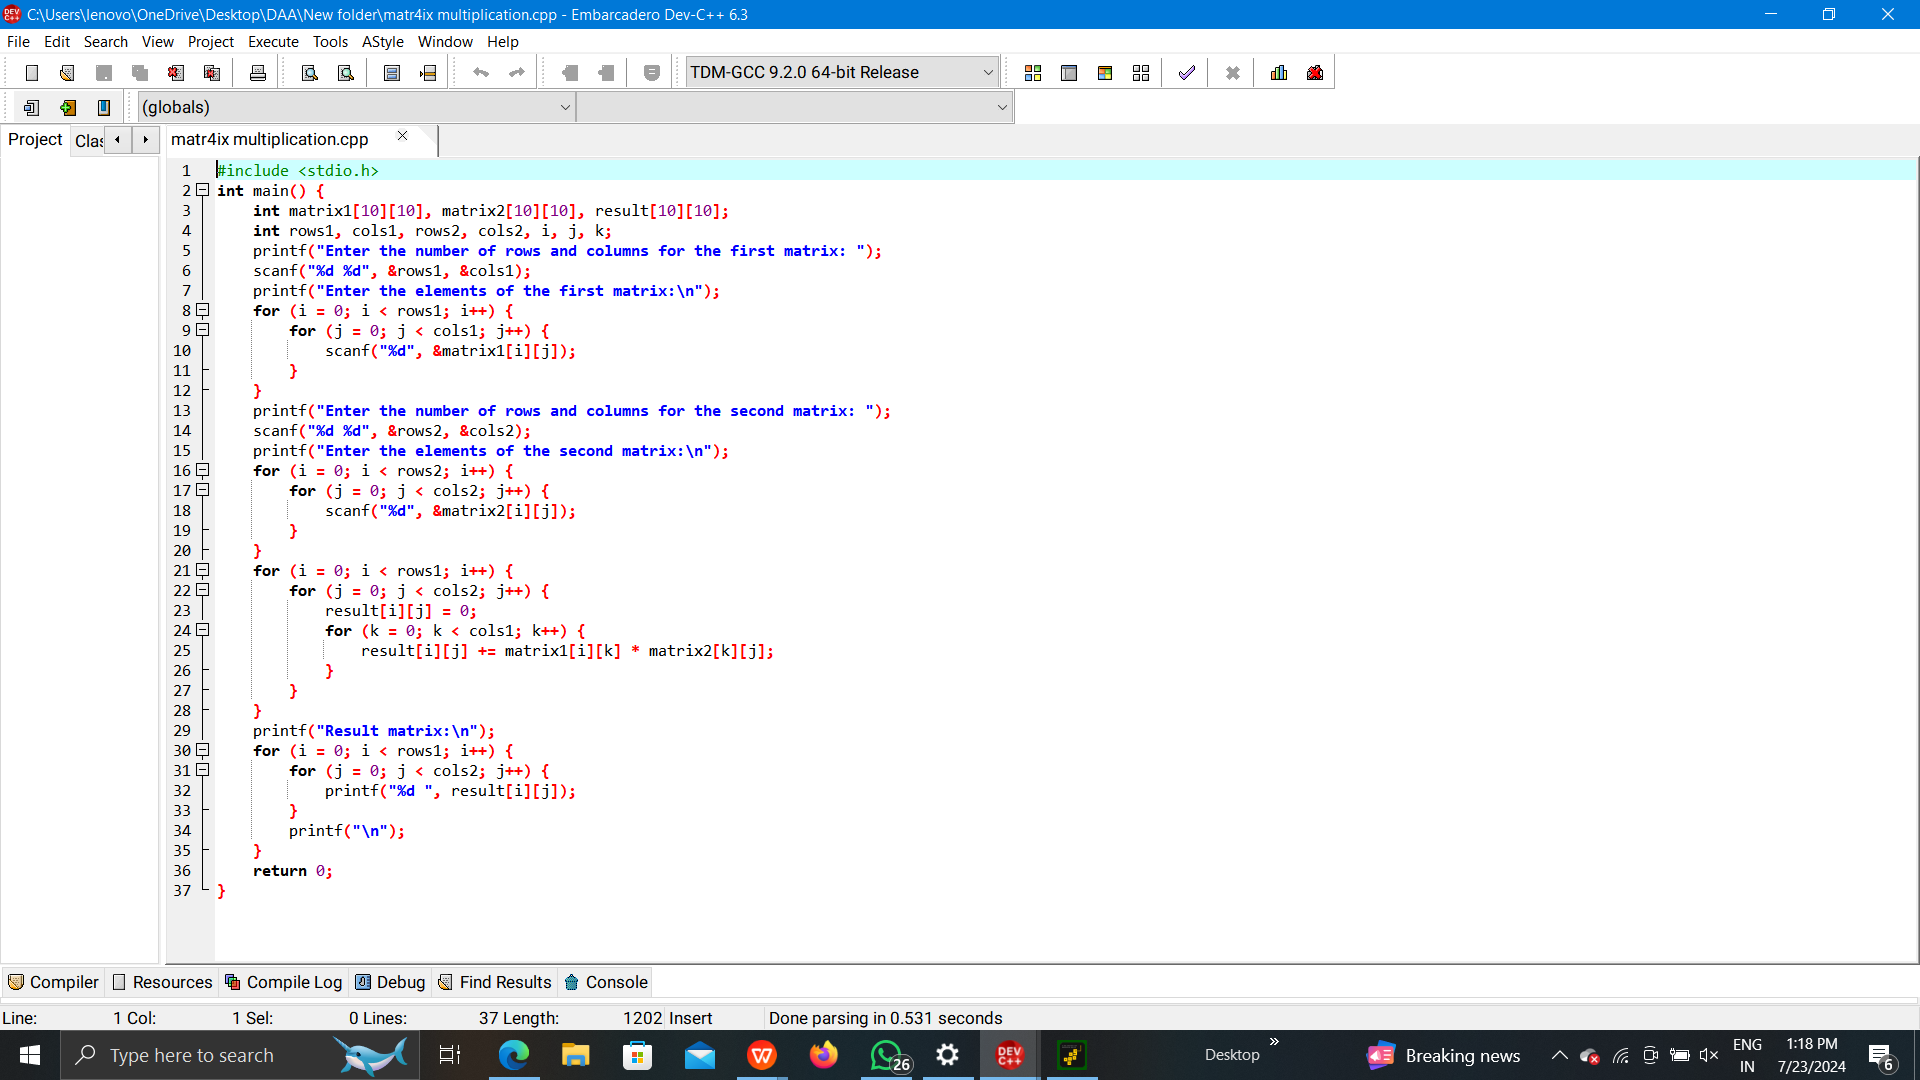 C:\Users\lenovo\OneDrive\Desktop\DAA\New folder\matr4ix multiplication.cpp - Embarcadero Dev-C++ 6.3
File Edit Search View Project Execute Tools AStyle Window Help
TDM-GCC 9.2.0 64-bit Release
(globals)
Project Clas matr4ix multiplication.cpp
1 #include <stdio.h>
2 int main() {
3     int matrix1[10][10], matrix2[10][10], result[10][10];
4     int rows1, cols1, rows2, cols2, i, j, k;
5     printf("Enter the number of rows and columns for the first matrix: ");
6     scanf("%d %d", &rows1, &cols1);
7     printf("Enter the elements of the first matrix:\n");
8     for (i = 0; i < rows1; i++) {
9         for (j = 0; j < cols1; j++) {
10             scanf("%d", &matrix1[i][j]);
11         }
12     }
13     printf("Enter the number of rows and columns for the second matrix: ");
14     scanf("%d %d", &rows2, &cols2);
15     printf("Enter the elements of the second matrix:\n");
16     for (i = 0; i < rows2; i++) {
17         for (j = 0; j < cols2; j++) {
18             scanf("%d", &matrix2[i][j]);
19         }
20     }
21     for (i = 0; i < rows1; i++) {
22         for (j = 0; j < cols2; j++) {
23             result[i][j] = 0;
24             for (k = 0; k < cols1; k++) {
25                 result[i][j] += matrix1[i][k] * matrix2[k][j];
26             }
27         }
28     }
29     printf("Result matrix:\n");
30     for (i = 0; i < rows1; i++) {
31         for (j = 0; j < cols2; j++) {
32             printf("%d ", result[i][j]);
33         }
34         printf("\n");
35     }
36     return 0;
37 }
Compiler Resources Compile Log Debug Find Results Console
Line: 1 Col: 1 Sel: 0 Lines: 37 Length: 1202 Insert Done parsing in 0.531 seconds
Type here to search 26 DEV C++ Desktop » Breaking news ENG 1:18 PM
IN 7/23/2024 6